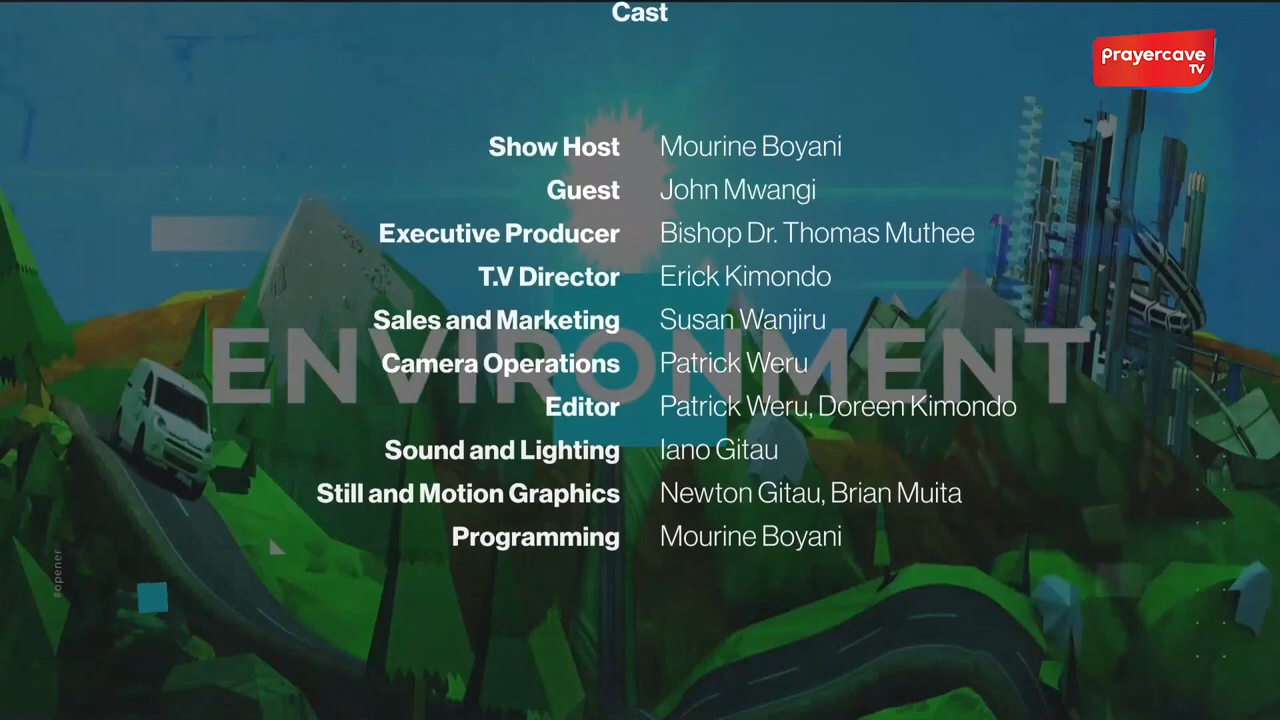 Cast
Prayercave
TV
Show Host Mourine Boyani
Guest John Mwangi
Executive Producer Bishop Dr. Thomas Muthee
T.V Director Erick Kimondo
Sales and Marketing Susan Wanjiru
ENVIRONMENT
Camera Operations Patrick Weru
Editor Patrick Weru, Doreen Kimondo
Sound and Lighting Iano Gitau
Still and Motion Graphics Newton Gitau, Brian Muita
Programming Mourine Boyani
#opener